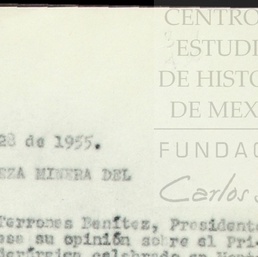 CENTRO
ESTUDI
DE HISTO
DE MEX
FUNDAC
Carlos S
28 de 1955.
EZA MINERA DEL
Terrones Benítez, Presidente
su opinión sobre el Pri